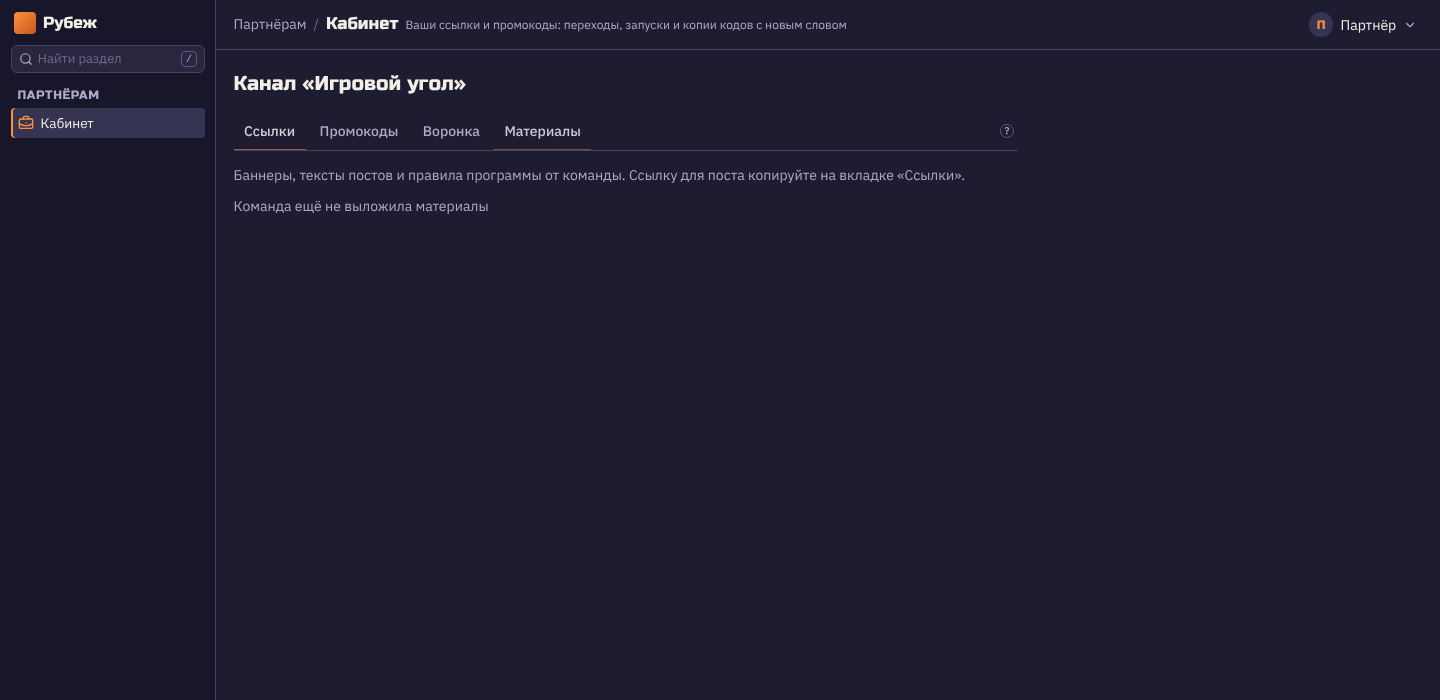 Рубеж
Найти раздел /
ПАРТНЁРАМ
Кабинет
Партнёрам / Кабинет Ваши ссылки и промокоды: переходы, запуски и копии кодов с новым словом
П Партнёр
Канал «Игровой угол»
Ссылки Промокоды Воронка Материалы ?
Баннеры, тексты постов и правила программы от команды. Ссылку для поста копируйте на вкладке «Ссылки».
Команда ещё не выложила материалы